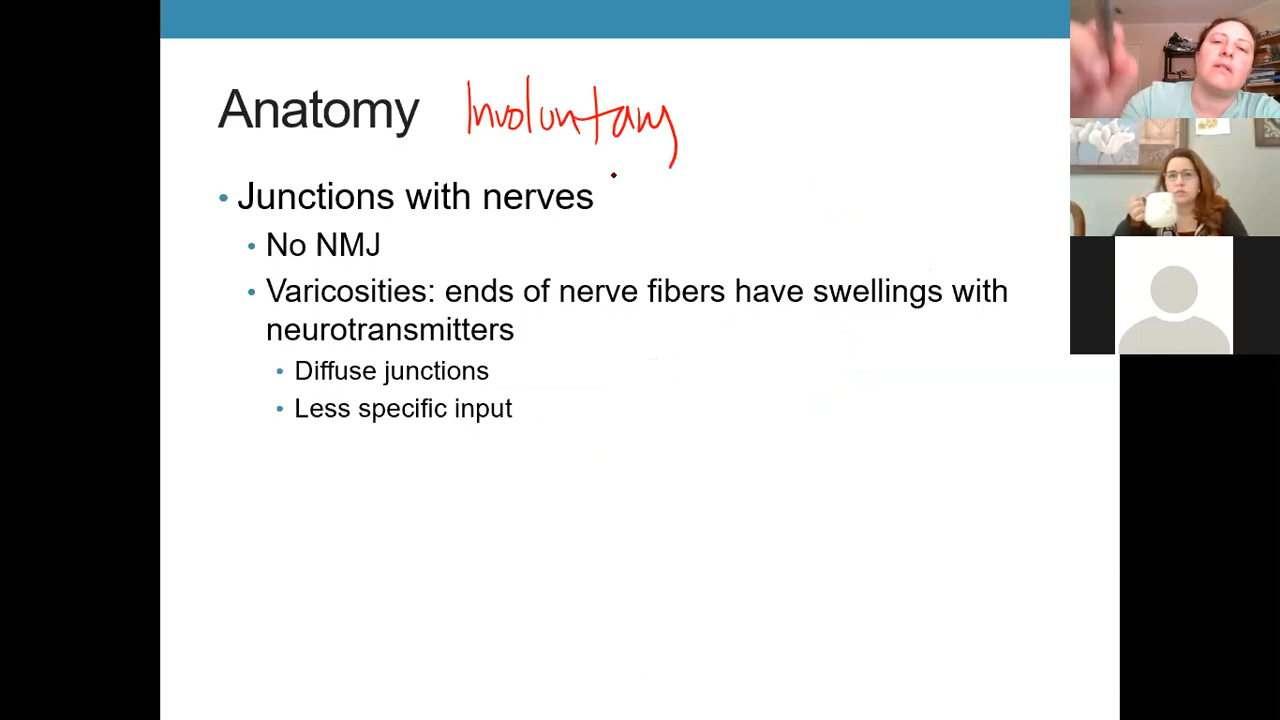 Anatomy Involuntary
• Junctions with nerves
• No NMJ
• Varicosities: ends of nerve fibers have swellings with
neurotransmitters
• Diffuse junctions
• Less specific input